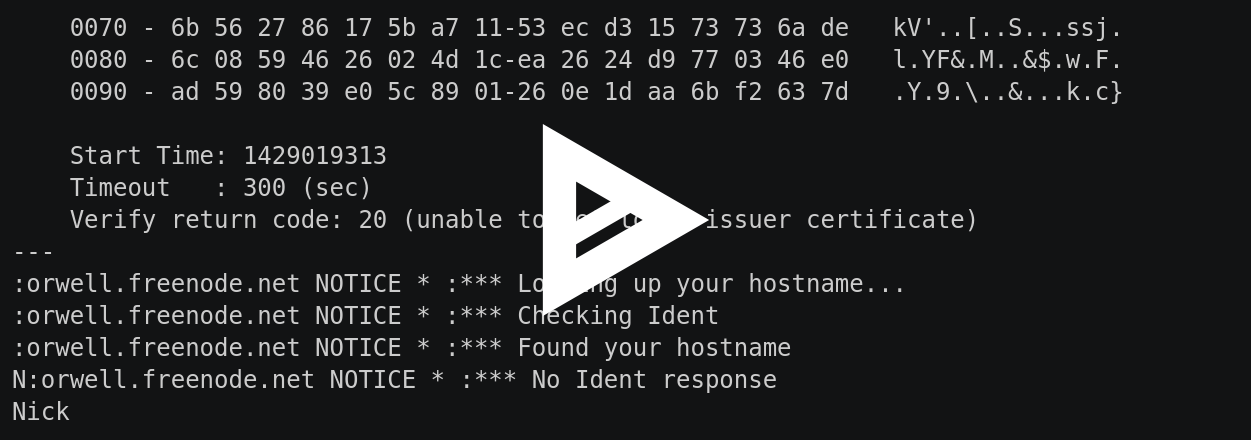 0070 - 6b 56 27 86 17 5b a7 11-53 ec d3 15 73 73 6a de   kV'..[..S...ssj.
0080 - 6c 08 59 46 26 02 4d 1c-ea 26 24 d9 77 03 46 e0   l.YF&.M..&$.w.F.
0090 - ad 59 80 39 e0 5c 89 01-26 0e 1d aa 6b f2 63 7d   .Y.9.\..&...k.c}
Start Time: 1429019313
Timeout   : 300 (sec)
Verify return code: 20 (unable to issuer certificate)
---
:orwell.freenode.net NOTICE * :*** Looking up your hostname...
:orwell.freenode.net NOTICE * :*** Checking Ident
:orwell.freenode.net NOTICE * :*** Found your hostname
N:orwell.freenode.net NOTICE * :*** No Ident response
Nick